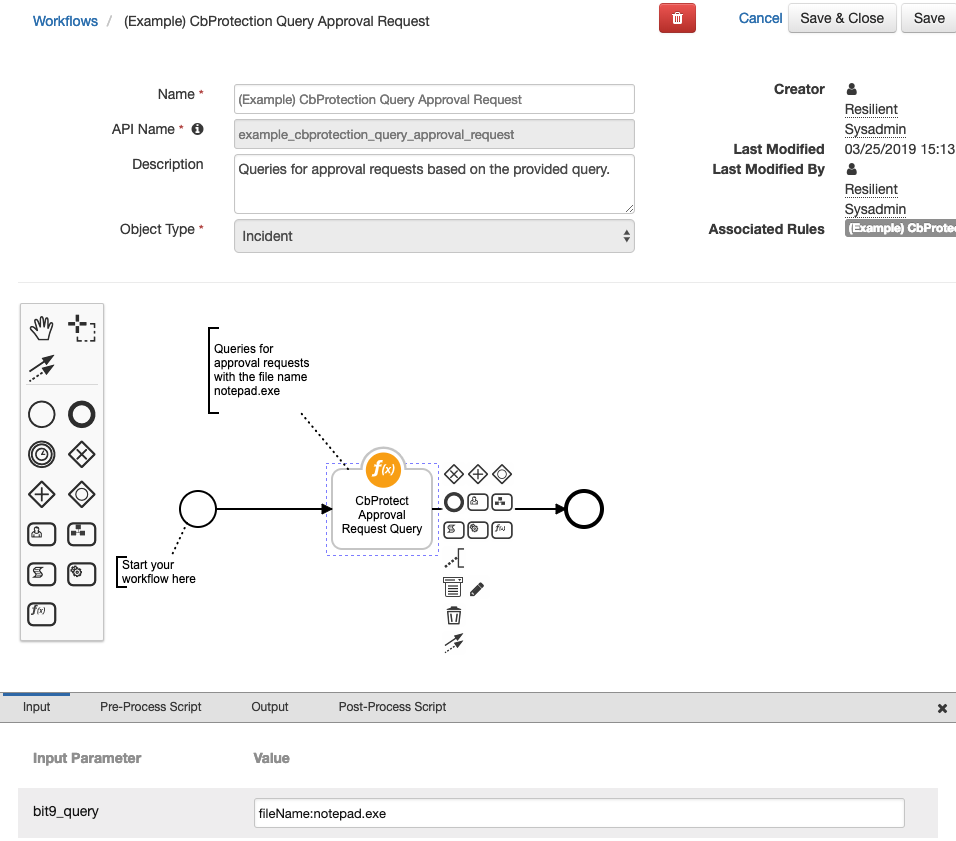 Workflows / (Example) CbProtection Query Approval Request
Cancel Save & Close Save
Name *
(Example) CbProtection Query Approval Request
API Name *
example_cbprotection_query_approval_request
Description
Queries for approval requests based on the provided query.
Object Type *
Incident
Creator
Resilient
Sysadmin
Last Modified 03/25/2019 15:13
Last Modified By
Resilient
Sysadmin
Associated Rules (Example) CbProte
Queries for
approval requests
with the file name
notepad.exe
f(x)
CbProtect
Approval
Request Query
Start your
workflow here
f(x)
f(x)
Input Pre-Process Script Output Post-Process Script
Input Parameter Value
bit9_query fileName:notepad.exe